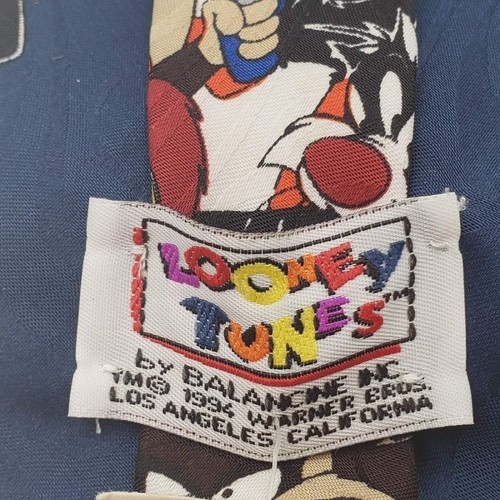 LOONEY
TUNES™
by BALANCINE INC
TM© 1994 WARNER BROS.
LOS ANGELES CALIFORNIA